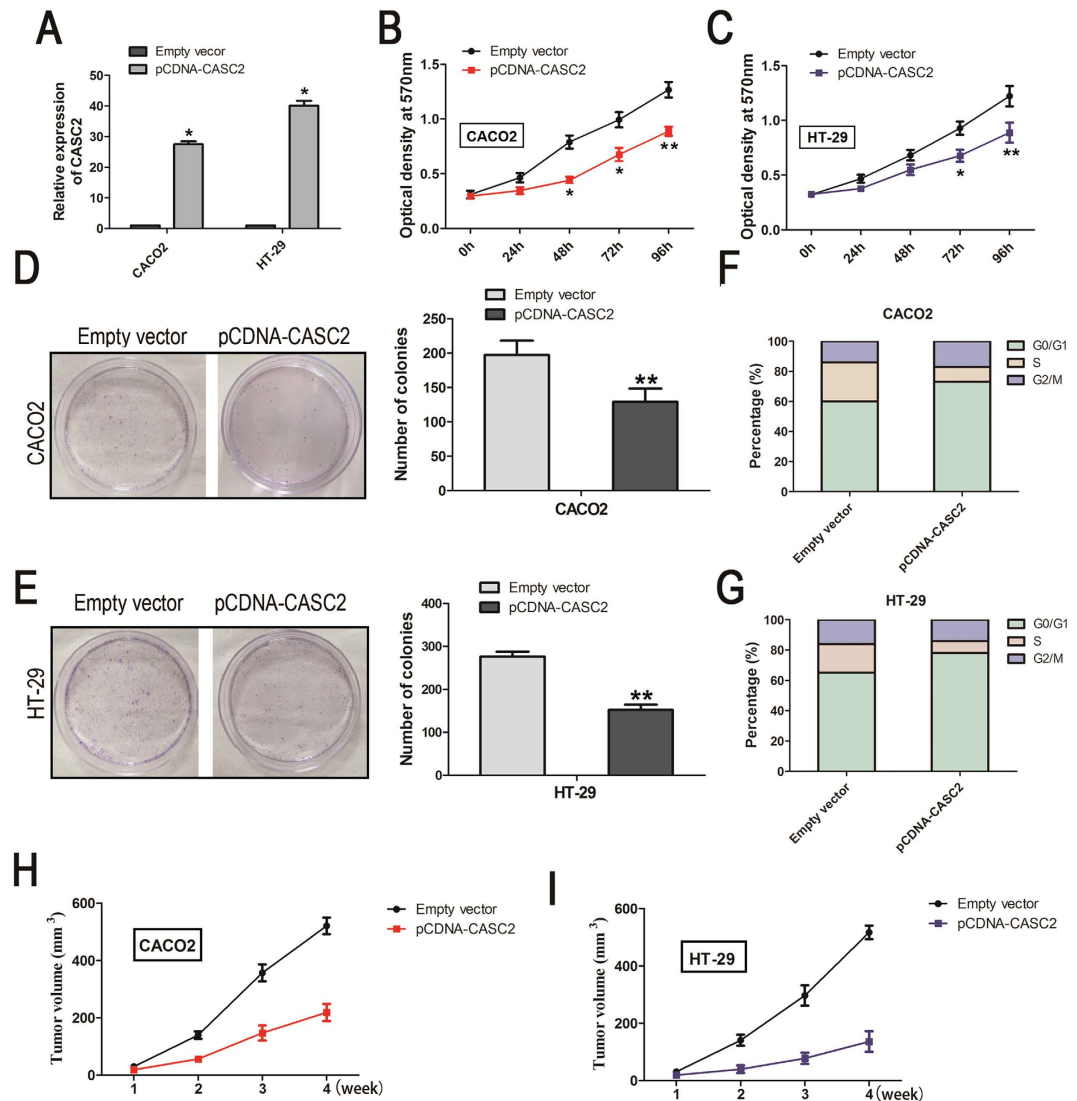 A
Empty vecor
pCDNA-CASC2
Relative expression
of CASC2
50
40
30
20
10
0
*
*
CACO2
HT-29
B
Empty vector
pCDNA-CASC2
Optical density at 570nm
1.5
1.0
0.5
0.0
CACO2
*
*
**
0h
24h
48h
72h
96h
C
Empty vector
pCDNA-CASC2
Optical density at 570nm
1.5
1.0
0.5
0.0
HT-29
*
**
0h
24h
48h
72h
96h
D
Empty vector
pCDNA-CASC2
CACO2
Empty vector
pCDNA-CASC2
Number of colonies
250
200
150
100
50
0
**
CACO2
F
CACO2
Percentage (%)
100
80
60
40
20
0
G0/G1
S
G2/M
Empty vector
pCDNA-CASC2
E
Empty vector
pCDNA-CASC2
HT-29
Empty vector
pCDNA-CASC2
Number of colonies
400
300
200
100
0
**
HT-29
G
HT-29
Percentage (%)
100
80
60
40
20
0
G0/G1
S
G2/M
Empty vector
pCDNA-CASC2
H
Empty vector
pCDNA-CASC2
Tumor volume (mm 3)
600
400
200
0
CACO2
1
2
3
4 (week)
I
Empty vector
pCDNA-CASC2
Tumor volume (mm 3)
600
400
200
0
HT-29
1
2
3
4 (week)